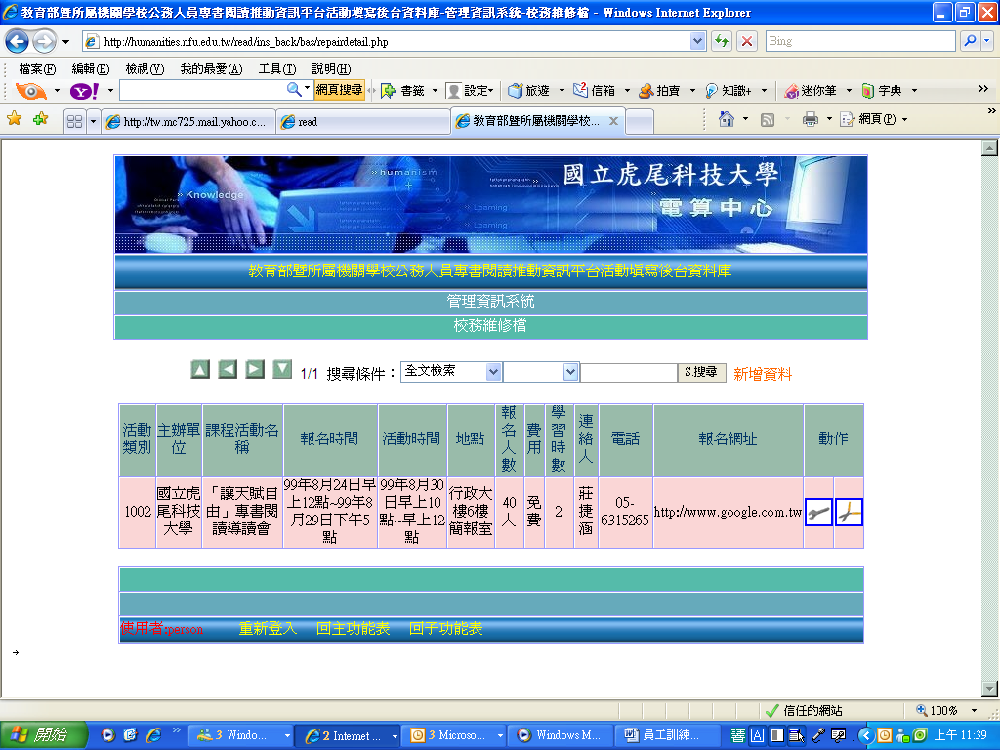 教育部暨所屬機關學校公務人員專書閱讀推動資訊平台活動填寫後台資料庫-管理資訊系統-校務維修檔 - Windows Internet Explorer
http://humanities.nfu.edu.tw/read/ins_back/bas/repairdetail.php
Bing
檔案(F) 編輯(E) 檢視(V) 我的最愛(A) 工具(T) 說明(H)
Y! 網頁搜尋 書籤 設定 旅遊 信箱 拍賣 知識+ 迷你筆 字典 »
http://tw.mc725.mail.yahoo.c... read 教育部暨所屬機關學校... X 網頁(P) »
»humanism
» Knowledge
» Learning
» Learning
國立虎尾科技大學
電算中心
教育部暨所屬機關學校公務人員專書閱讀推動資訊平台活動填寫後台資料庫
管理資訊系統
校務維修檔
1/1 搜尋條件： 全文檢索 S.搜尋 新增資料
活動類別 主辦單位 課程活動名稱 報名時間 活動時間 地點 報名人數 費用 學習時數 連絡人 電話 報名網址 動作
1002 國立虎尾科技大學 「讓天賦自由」專書閱讀導讀會 99年8月24日早上12點~99年8月29日下午5點 99年8月30日早上10點~早上12點 行政大樓6樓簡報室 40人 免費 2 莊捷涵 05-6315265 http://www.google.com.tw
使用者:person 重新登入 回主功能表 回子功能表
信任的網站 100%
開始 » 3 Windo... 2 Internet ... 3 Microso... Windows M... 員工訓練... A 上午 11:39